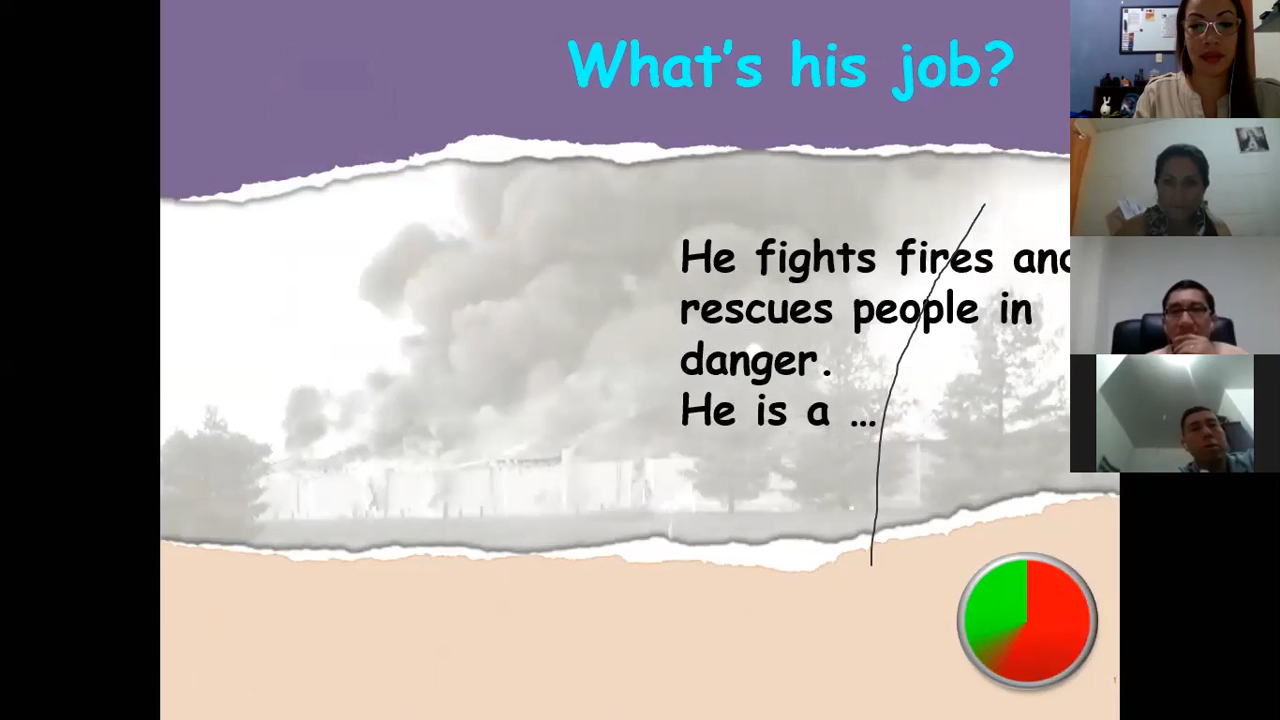 What's his job?
He fights fires and
rescues people in
danger.
He is a ...